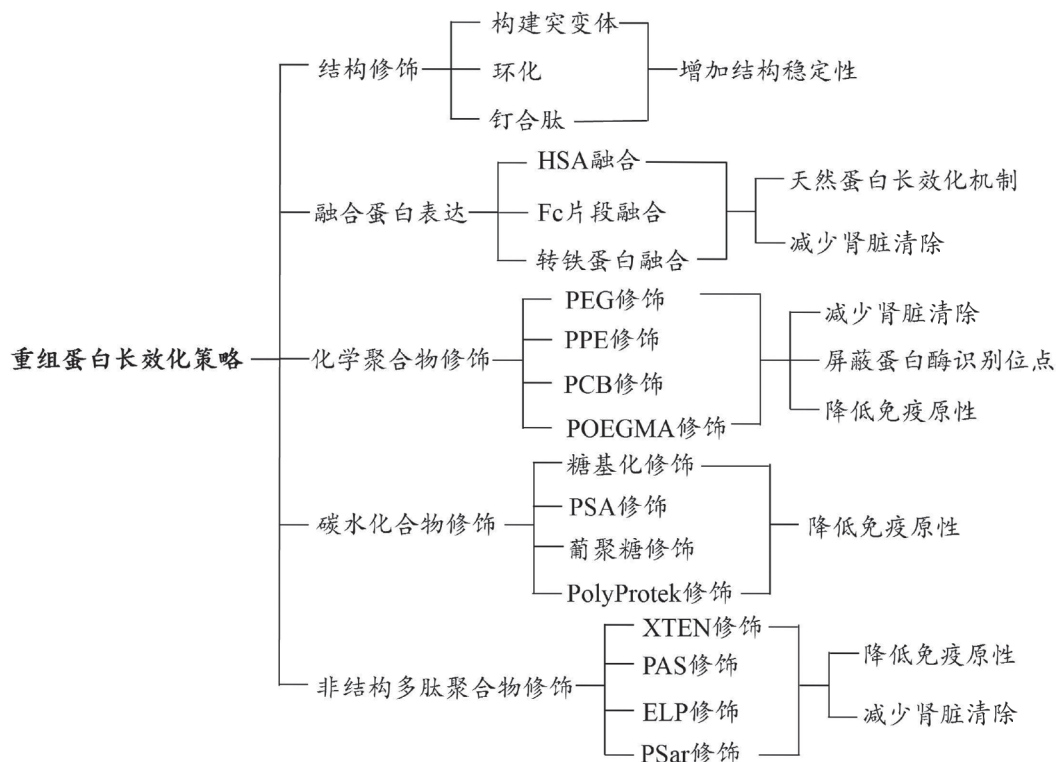 重组蛋白长效化策略
结构修饰
构建突变体
环化
钉合肽
增加结构稳定性
融合蛋白表达
HSA融合
Fc片段融合
转铁蛋白融合
天然蛋白长效化机制
减少肾脏清除
化学聚合物修饰
PEG修饰
PPE修饰
PCB修饰
POEGMA修饰
减少肾脏清除
屏蔽蛋白酶识别位点
降低免疫原性
碳水化合物修饰
糖基化修饰
PSA修饰
葡聚糖修饰
PolyProtek修饰
降低免疫原性
非结构多肽聚合物修饰
XTEN修饰
PAS修饰
ELP修饰
PSar修饰
降低免疫原性
减少肾脏清除